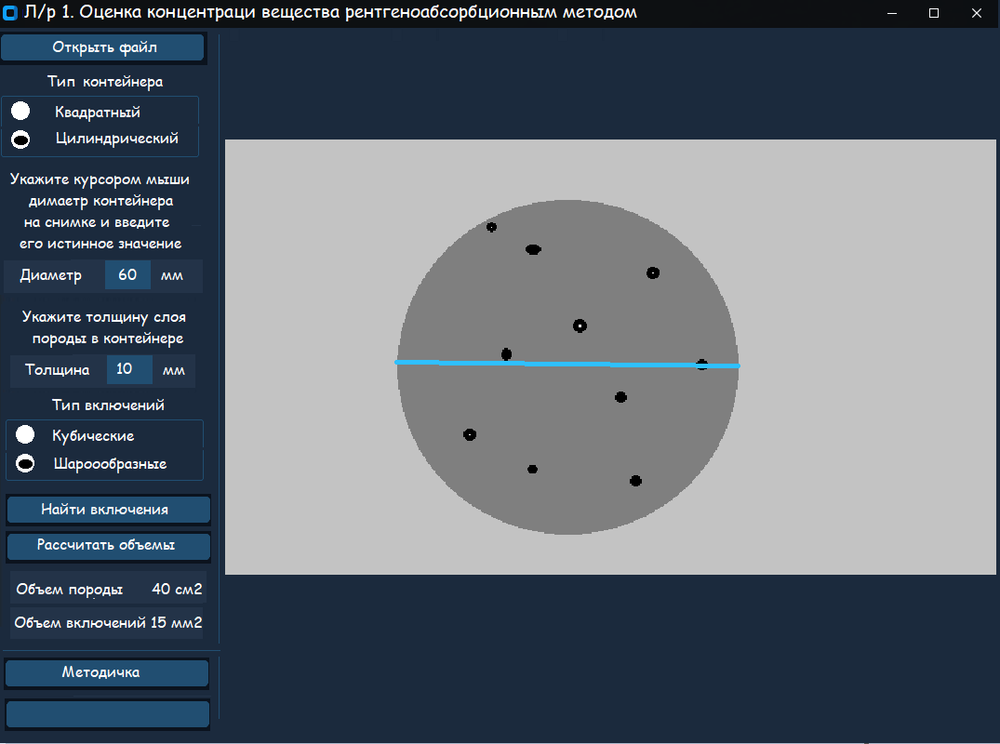 Л/р 1. Оценка концентраци вещества рентгеноабсорбционным методом
Открыть файл
Тип контейнера
Квадратный
Цилиндрический
Укажите курсором мыши
димаетр контейнера
на снимке и введите
его истинное значение
Диаметр 60 мм
Укажите толщину слоя
породы в контейнере
Толщина 10 мм
Тип включений
Кубические
Шароообразные
Найти включения
Рассчитать объемы
Объем породы 40 см2
Объем включений 15 мм2
Методичка